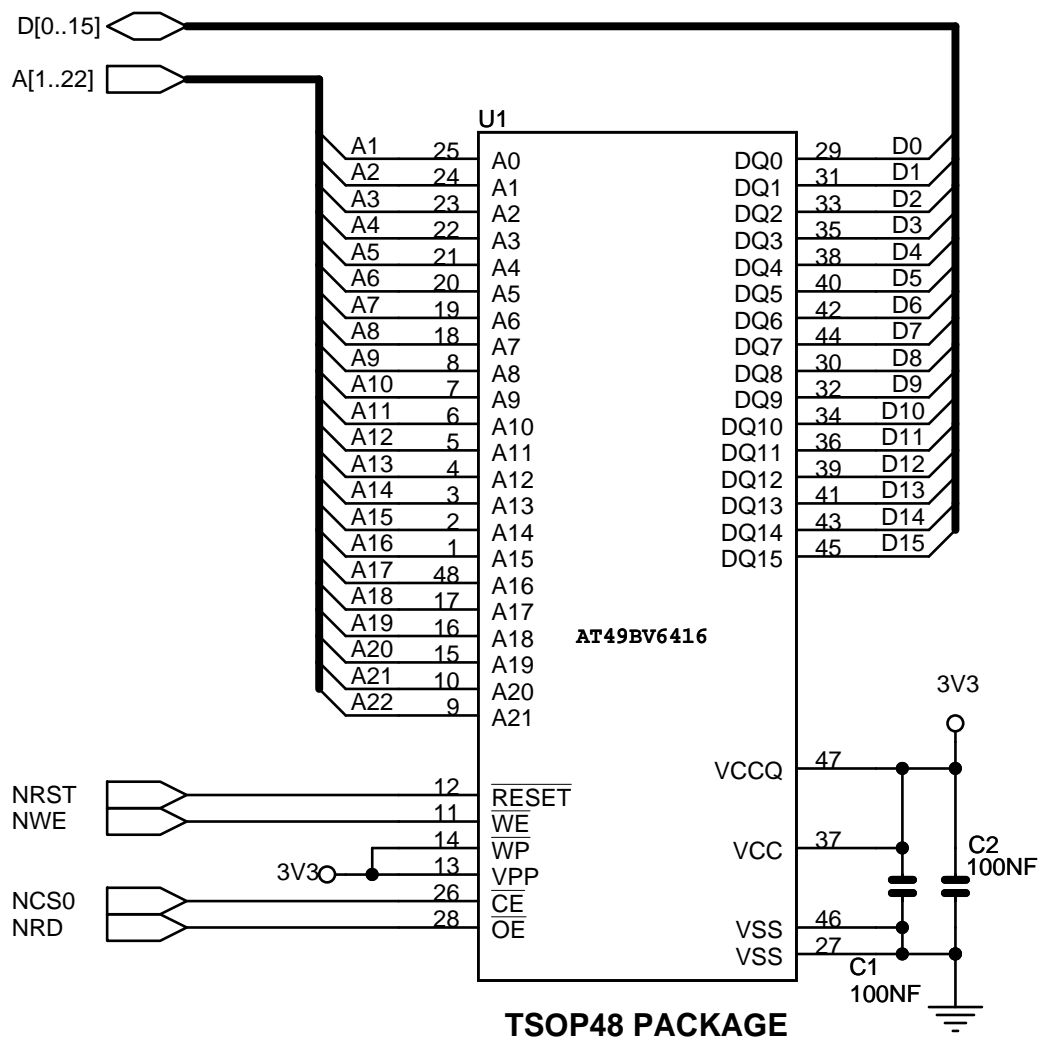 D[0..15]
A[1..22]
U1
A1 25 A0 DQ0 29 D0
A2 24 A1 DQ1 31 D1
A3 23 A2 DQ2 33 D2
A4 22 A3 DQ3 35 D3
A5 21 A4 DQ4 38 D4
A6 20 A5 DQ5 40 D5
A7 19 A6 DQ6 42 D6
A8 18 A7 DQ7 44 D7
A9 8 A8 DQ8 30 D8
A10 7 A9 DQ9 32 D9
A11 6 A10 DQ10 34 D10
A12 5 A11 DQ11 36 D11
A13 4 A12 DQ12 39 D12
A14 3 A13 DQ13 41 D13
A15 2 A14 DQ14 43 D14
A16 1 A15 DQ15 45 D15
A17 48 A16
A18 17 A17
A19 16 A18
AT49BV6416
A20 15 A19
A21 10 A20
A22 9 A21
3V3
VCCQ 47
NRST 12 RESET
NWE 11 WE
14 WP VCC 37
C2
100NF
3V3 13 VPP
NCS0 26 CE
NRD 28 OE
VSS 46
VSS 27
C1
100NF
TSOP48 PACKAGE